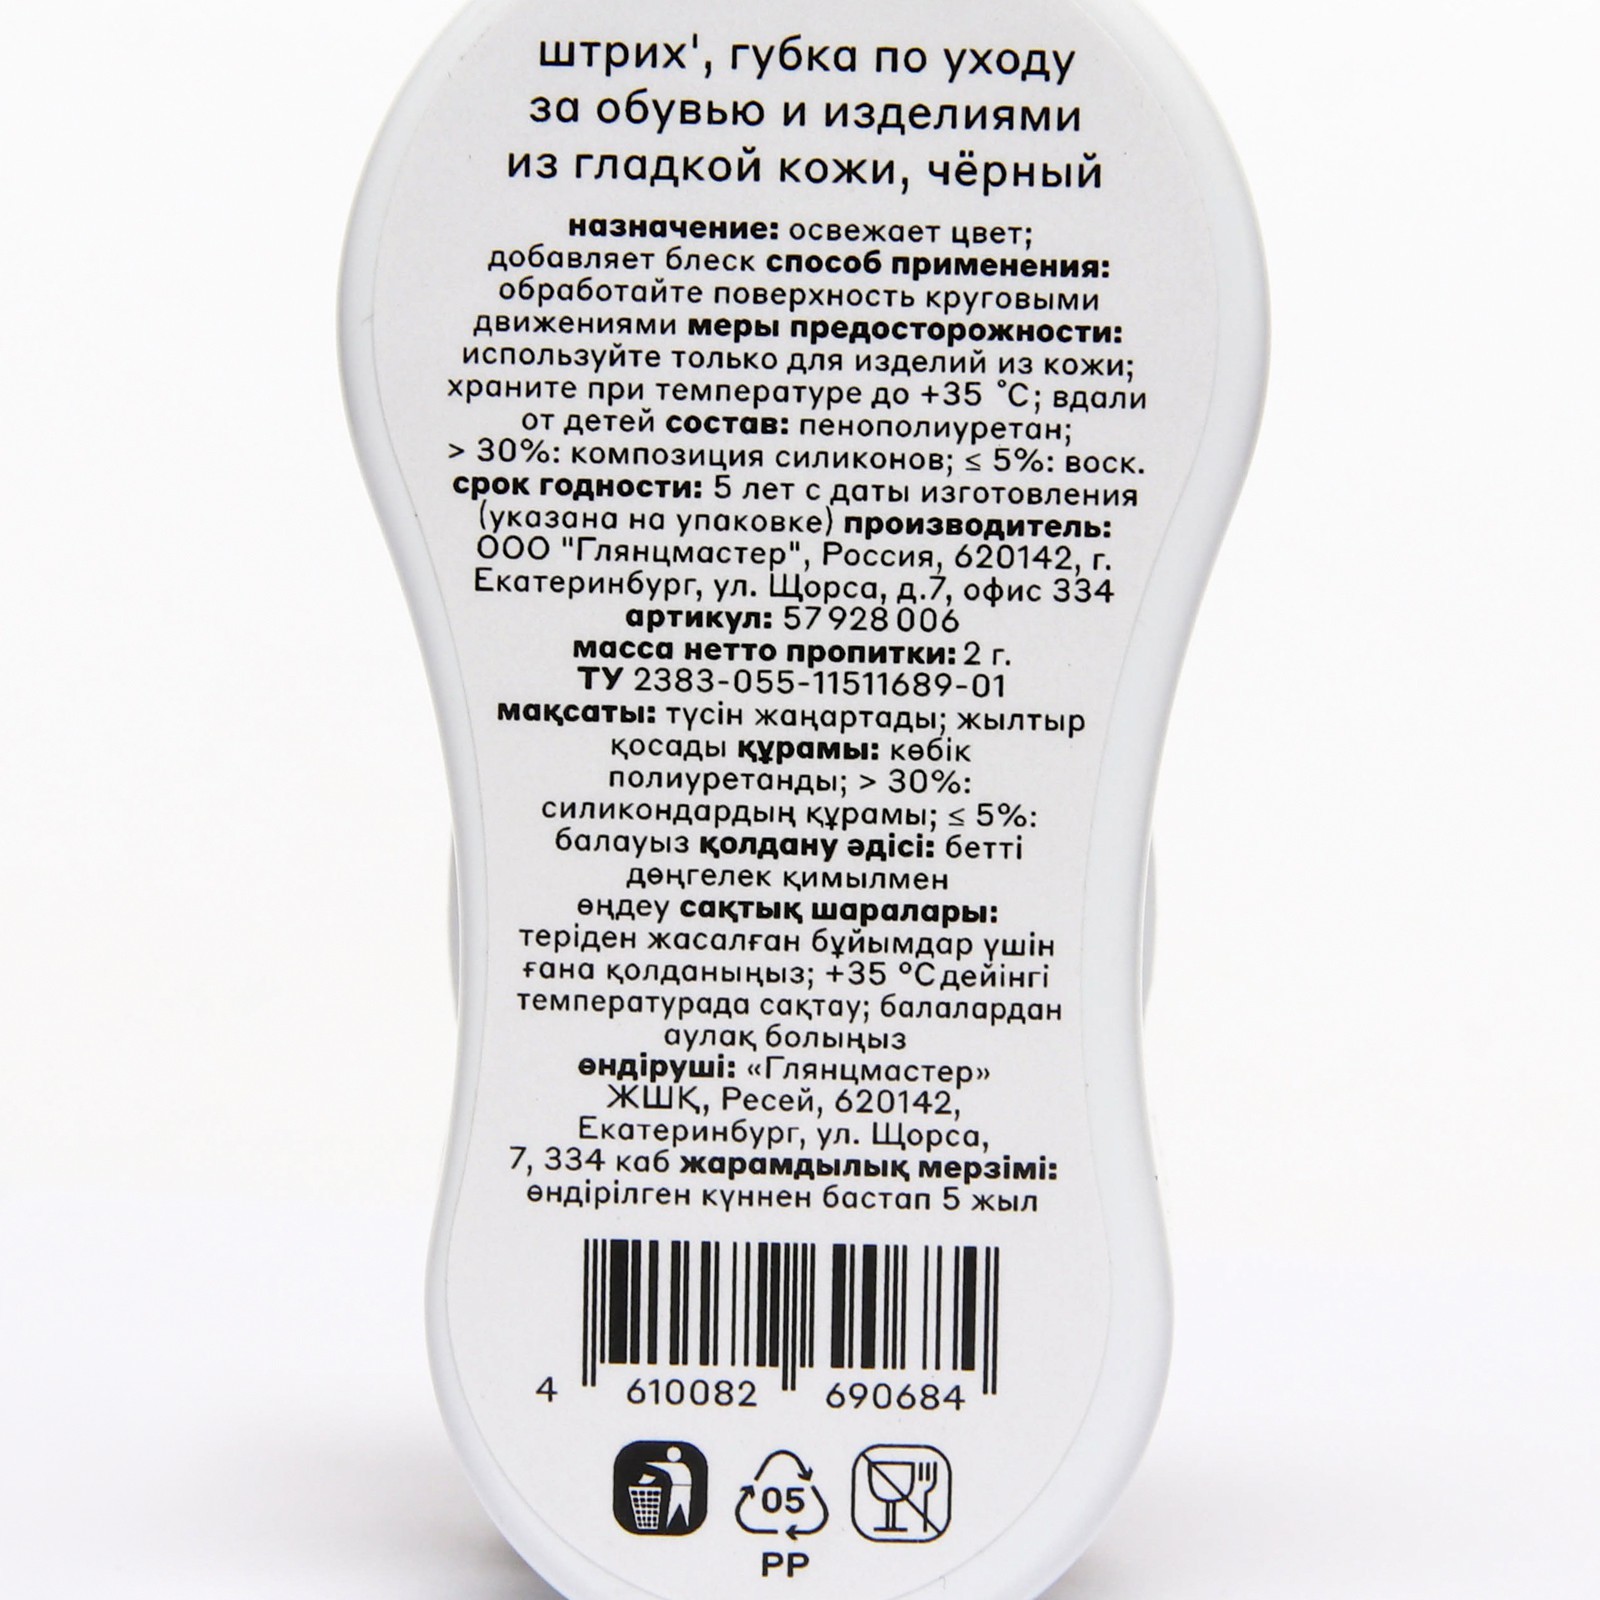 штрих', губка по уходу
за обувью и изделиями
из гладкой кожи, чёрный
назначение: освежает цвет;
добавляет блеск способ применения:
обработайте поверхность круговыми
движениями меры предосторожности:
используйте только для изделий из кожи;
храните при температуре до +35 °С; вдали
от детей состав: пенополиуретан;
> 30%: композиция силиконов; ≤ 5%: воск.
срок годности: 5 лет с даты изготовления
(указана на упаковке) производитель:
ООО "Глянцмастер", Россия, 620142, г.
Екатеринбург, ул. Щорса, д.7, офис 334
артикул: 57 928 006
масса нетто пропитки: 2 г.
ТУ 2383-055-11511689-01
мақсаты: түсін жаңартады; жылтыр
қосады құрамы: көбік
полиуретанды; > 30%:
силикондардың құрамы; ≤ 5%:
балауыз қолдану әдісі: бетті
дөңгелек қимылмен
өңдеу сақтық шаралары:
теріден жасалған бұйымдар үшін
ғана қолданыңыз; +35 °С дейінгі
температурада сақтау; балалардан
аулақ болыңыз
өндіруші: «Глянцмастер»
ЖШҚ, Ресей, 620142,
Екатеринбург, ул. Щорса,
7, 334 каб жарамдылық мерзімі:
өндірілген күннен бастап 5 жыл
4 610082 690684
05
PP